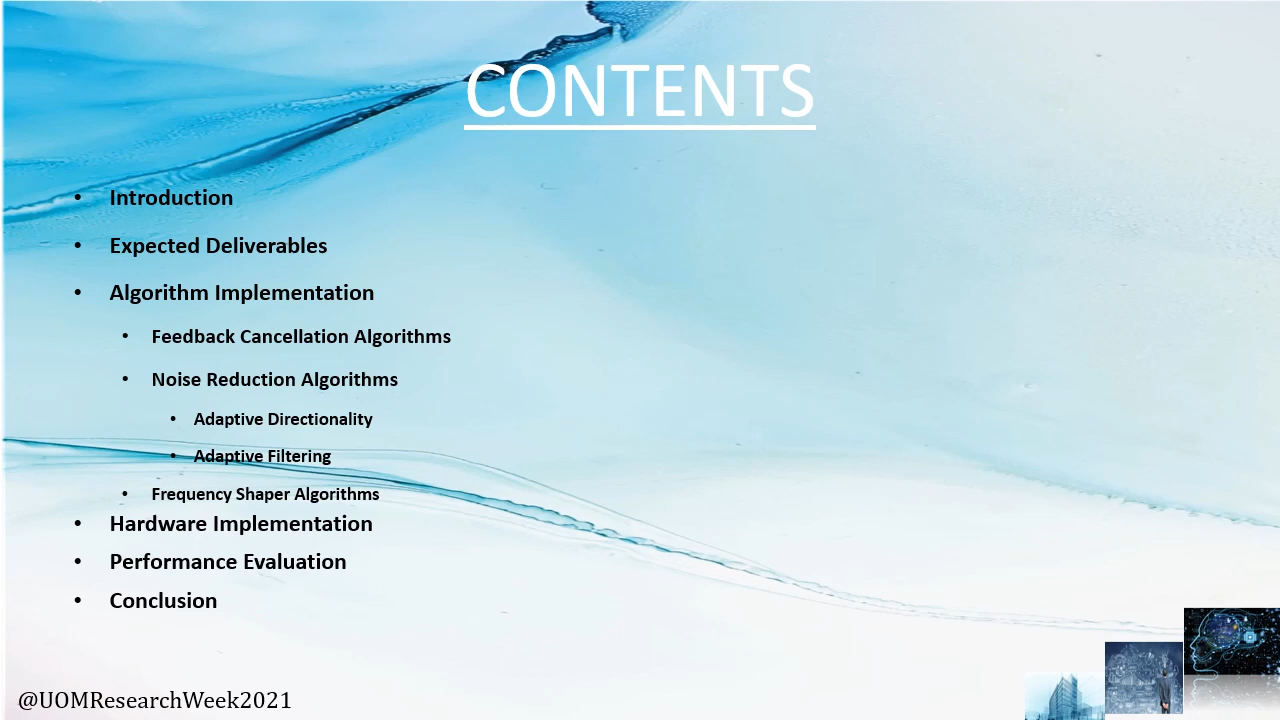 CONTENTS
• Introduction
• Expected Deliverables
• Algorithm Implementation
• Feedback Cancellation Algorithms
• Noise Reduction Algorithms
• Adaptive Directionality
• Adaptive Filtering
• Frequency Shaper Algorithms
• Hardware Implementation
• Performance Evaluation
• Conclusion
@UOMResearchWeek2021